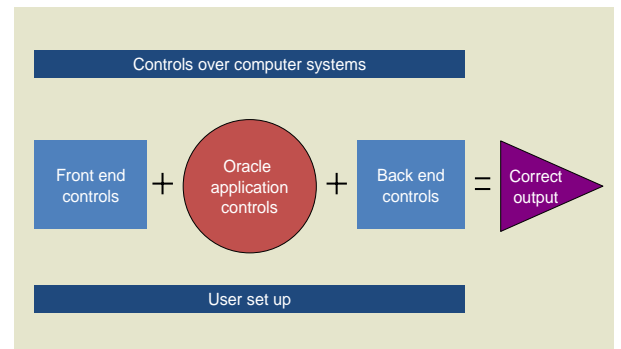 Controls over computer systems
Front end
controls
+
Oracle
application
controls
+
Back end
controls
=
Correct
output
User set up